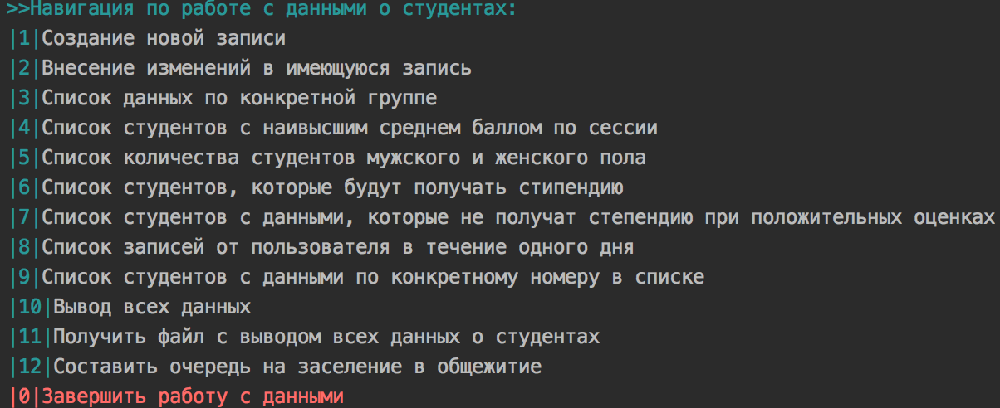 >>Навигация по работе с данными о студентах:
|1|Создание новой записи
|2|Внесение изменений в имеющуюся запись
|3|Список данных по конкретной группе
|4|Список студентов с наивысшим среднем баллом по сессии
|5|Список количества студентов мужского и женского пола
|6|Список студентов, которые будут получать стипендию
|7|Список студентов с данными, которые не получат степендию при положительных оценках
|8|Список записей от пользователя в течение одного дня
|9|Список студентов с данными по конкретному номеру в списке
|10|Вывод всех данных
|11|Получить файл с выводом всех данных о студентах
|12|Составить очередь на заселение в общежитие
|0|Завершить работу с данными